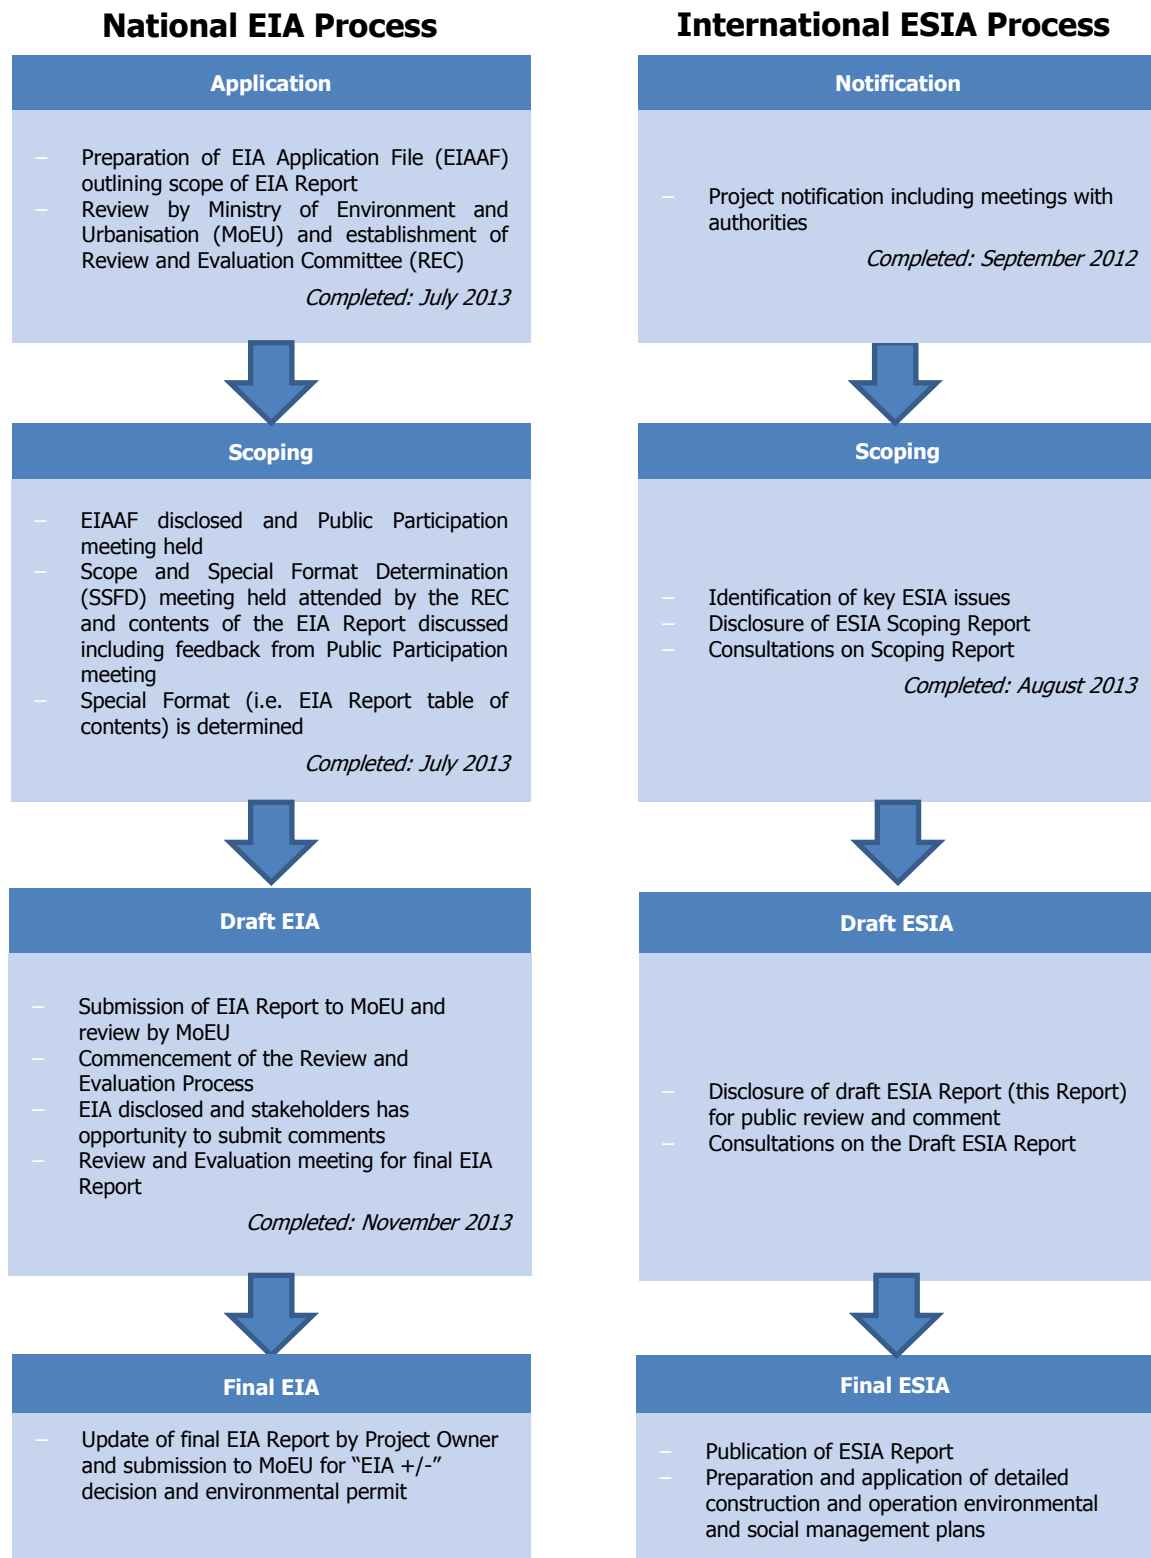 National EIA Process
Application
– Preparation of EIA Application File (EIAAF)
outlining scope of EIA Report
– Review by Ministry of Environment and
Urbanisation (MoEU) and establishment of
Review and Evaluation Committee (REC)
Completed: July 2013
Scoping
– EIAAF disclosed and Public Participation
meeting held
– Scope and Special Format Determination
(SSFD) meeting held attended by the REC
and contents of the EIA Report discussed
including feedback from Public Participation
meeting
– Special Format (i.e. EIA Report table of
contents) is determined
Completed: July 2013
Draft EIA
– Submission of EIA Report to MoEU and
review by MoEU
– Commencement of the Review and
Evaluation Process
– EIA disclosed and stakeholders has
opportunity to submit comments
– Review and Evaluation meeting for final EIA
Report
Completed: November 2013
Final EIA
– Update of final EIA Report by Project Owner
and submission to MoEU for “EIA +/-”
decision and environmental permit
International ESIA Process
Notification
– Project notification including meetings with
authorities
Completed: September 2012
Scoping
– Identification of key ESIA issues
– Disclosure of ESIA Scoping Report
– Consultations on Scoping Report
Completed: August 2013
Draft ESIA
– Disclosure of draft ESIA Report (this Report)
for public review and comment
– Consultations on the Draft ESIA Report
Final ESIA
– Publication of ESIA Report
– Preparation and application of detailed
construction and operation environmental
and social management plans